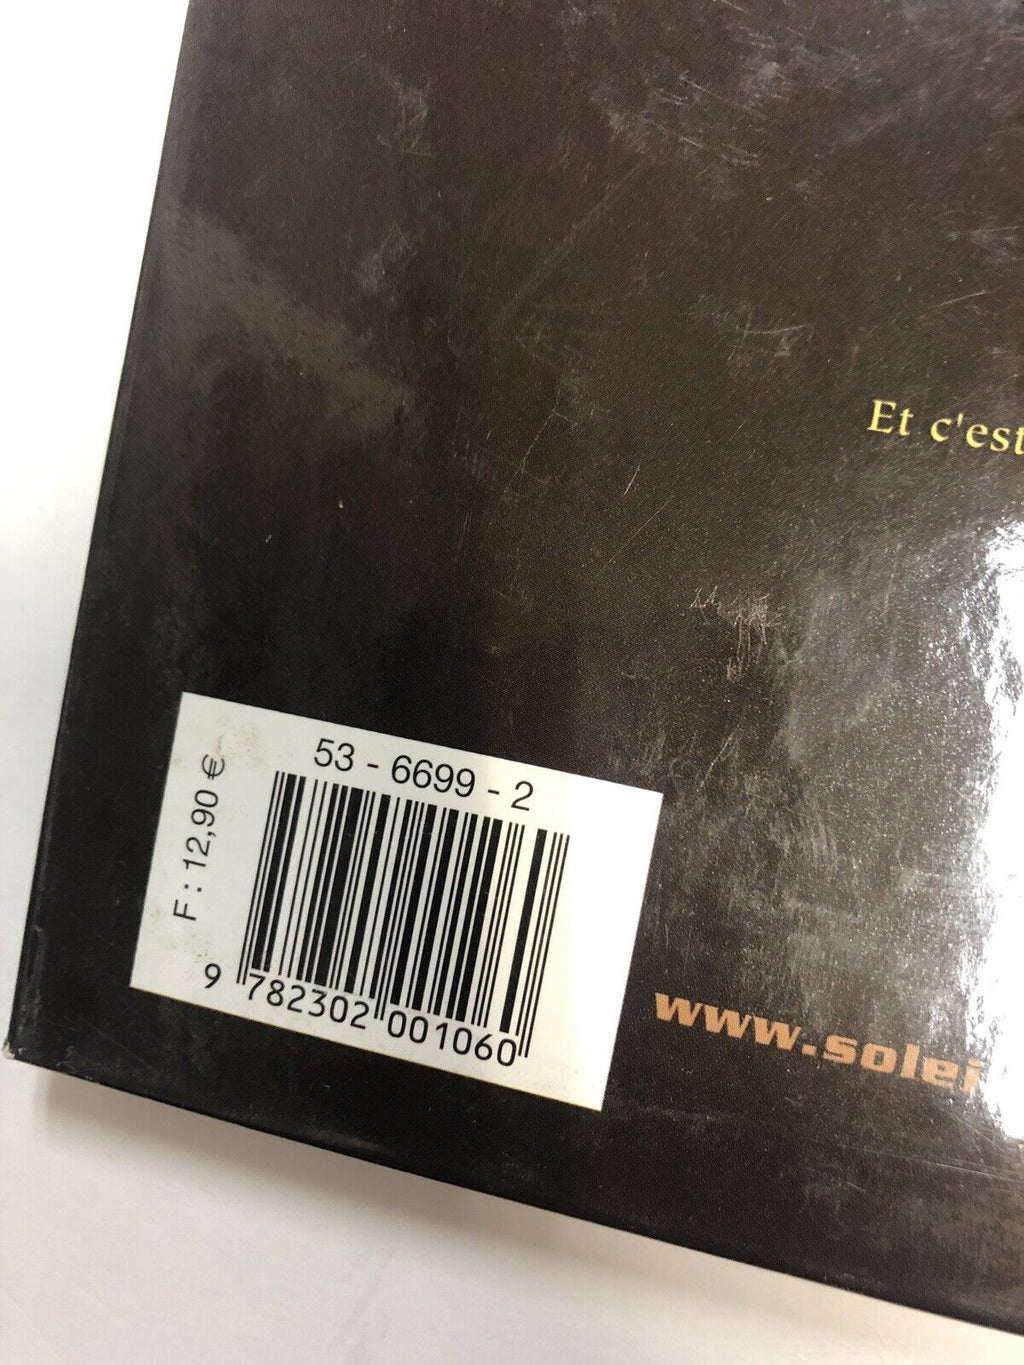 Et c'est
53 - 6699 - 2
F : 12,90 €
9 782302 001060
www.solei